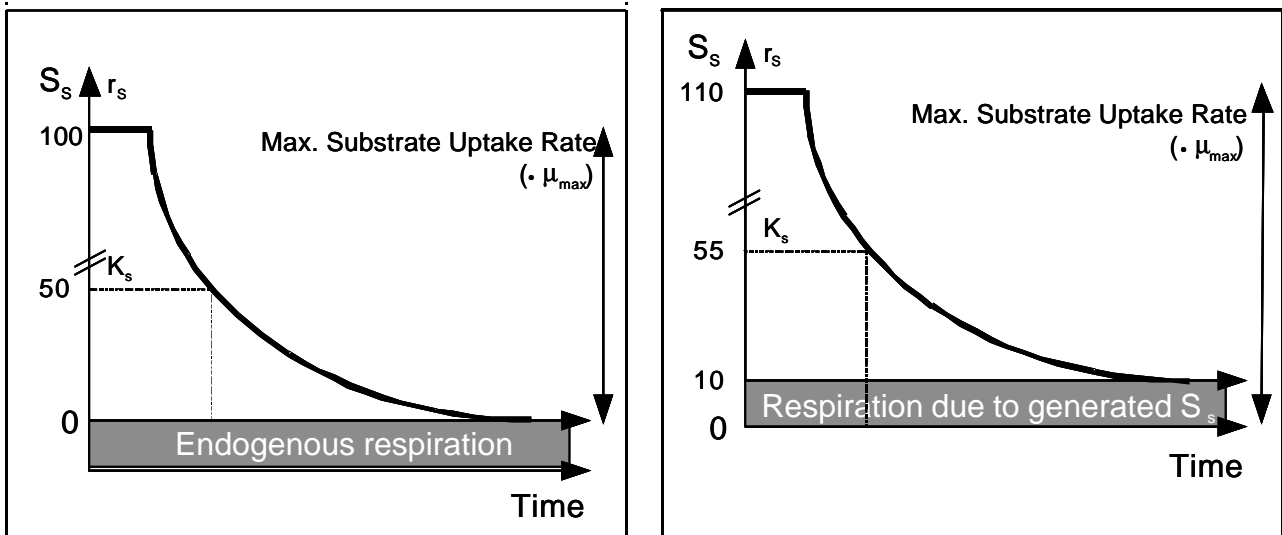 S_s r_s
100
Max. Substrate Uptake Rate
(· μ_max)
K_s
50
0
Endogenous respiration
Time
S_s r_s
110
Max. Substrate Uptake Rate
(· μ_max)
K_s
55
10
Respiration due to generated S_s
0
Time